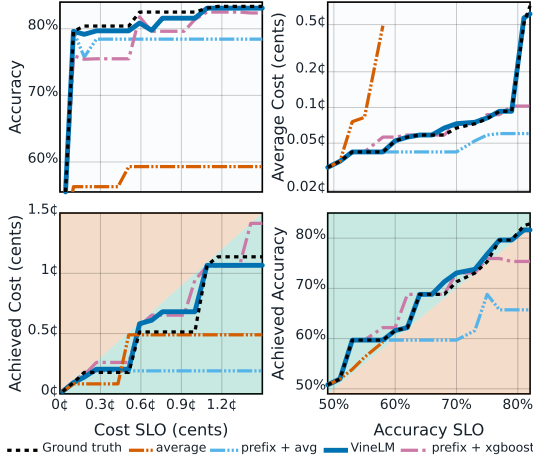 80%
70%
60%
Accuracy
0.5¢
0.2¢
0.1¢
0.05¢
0.02¢
Average Cost (cents)
1.5¢
1¢
0.5¢
0¢
Achieved Cost (cents)
0¢ 0.3¢ 0.6¢ 0.9¢ 1.2¢
Cost SLO (cents)
80%
70%
60%
50%
Achieved Accuracy
50% 60% 70% 80%
Accuracy SLO
Ground truth average prefix + avg VineLM prefix + xgboost